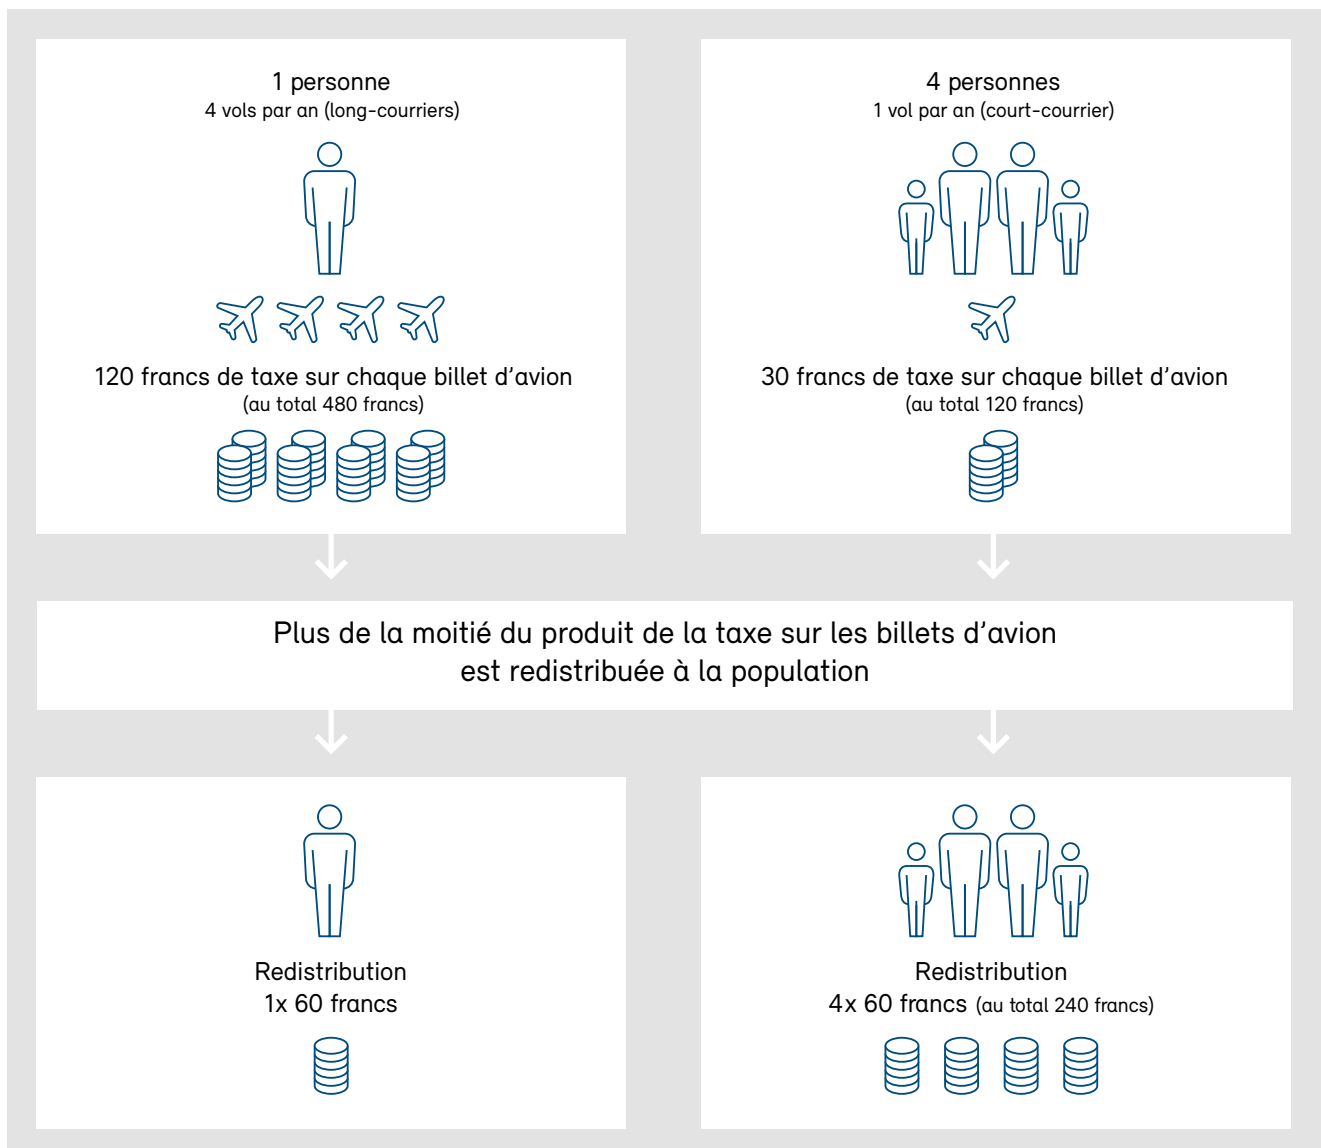 1 personne
4 vols par an (long-courriers)
120 francs de taxe sur chaque billet d’avion
(au total 480 francs)
4 personnes
1 vol par an (court-courrier)
30 francs de taxe sur chaque billet d’avion
(au total 120 francs)
Plus de la moitié du produit de la taxe sur les billets d’avion
est redistribuée à la population
Redistribution
1x 60 francs
Redistribution
4x 60 francs (au total 240 francs)